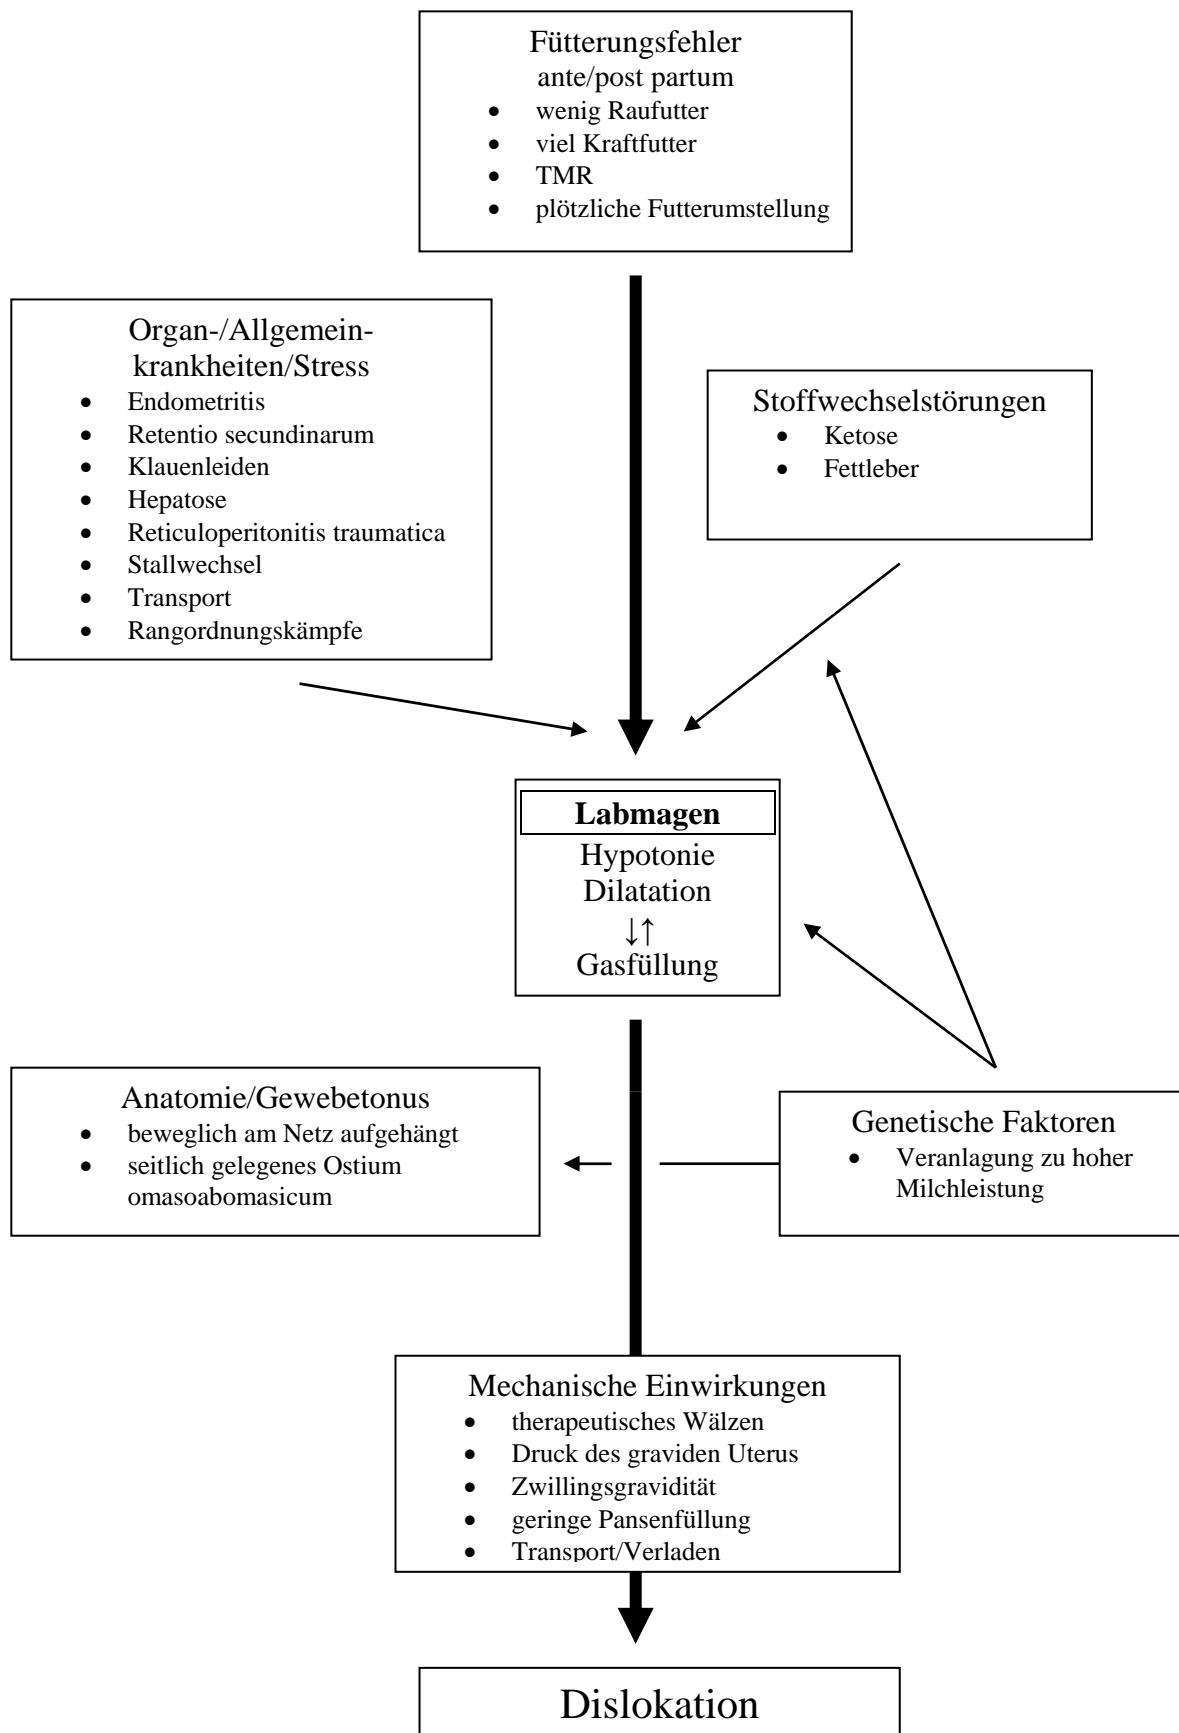 Fütterungsfehler
ante/post partum
• wenig Raufutter
• viel Kraftfutter
• TMR
• plötzliche Futterumstellung
Organ-/Allgemein-
krankheiten/Stress
• Endometritis
• Retentio secundinarum
• Klauenleiden
• Hepatose
• Reticuloperitonitis traumatica
• Stallwechsel
• Transport
• Rangordnungskämpfe
Stoffwechselstörungen
• Ketose
• Fettleber
Labmagen
Hypotonie
Dilatation
↓↑
Gasfüllung
Anatomie/Gewebetonus
• beweglich am Netz aufgehängt
• seitlich gelegenes Ostium
omasoabomasicum
Genetische Faktoren
• Veranlagung zu hoher
Milchleistung
Mechanische Einwirkungen
• therapeutisches Wälzen
• Druck des graviden Uterus
• Zwillingsgravidität
• geringe Pansenfüllung
• Transport/Verladen
Dislokation